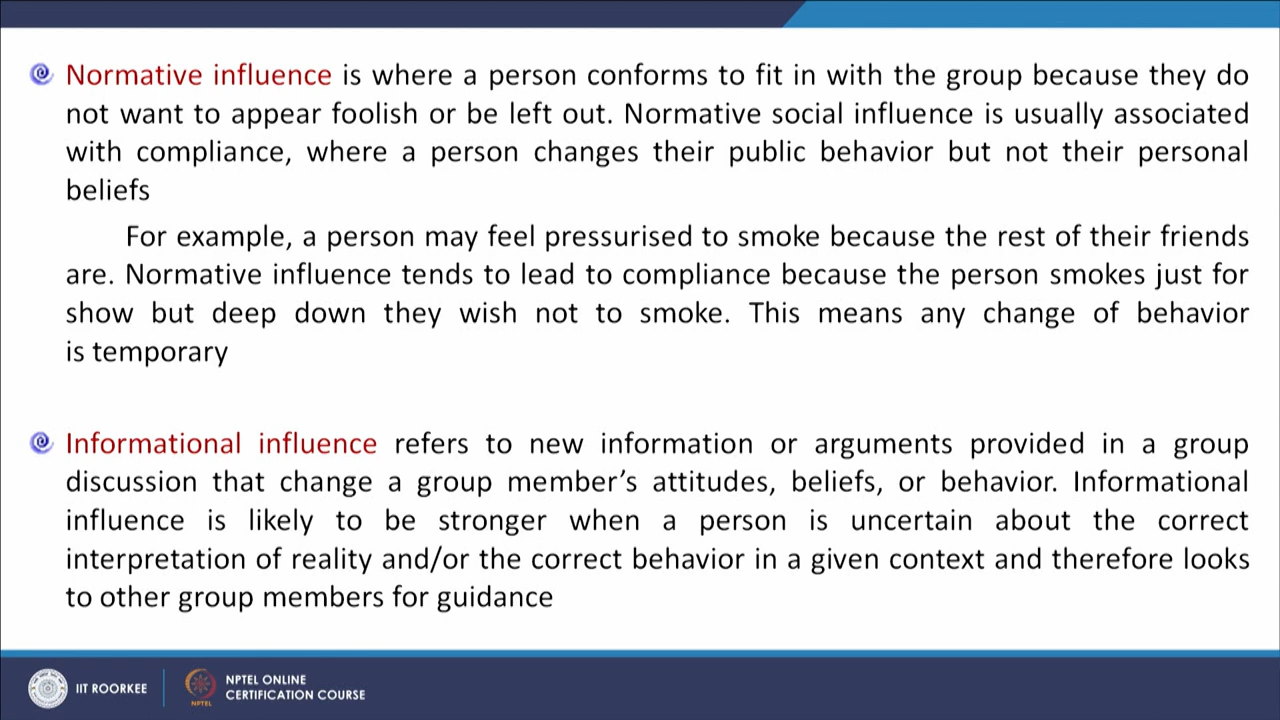 Normative influence is where a person conforms to fit in with the group because they do
not want to appear foolish or be left out. Normative social influence is usually associated
with compliance, where a person changes their public behavior but not their personal
beliefs
For example, a person may feel pressurised to smoke because the rest of their friends
are. Normative influence tends to lead to compliance because the person smokes just for
show but deep down they wish not to smoke. This means any change of behavior
is temporary
Informational influence refers to new information or arguments provided in a group
discussion that change a group member’s attitudes, beliefs, or behavior. Informational
influence is likely to be stronger when a person is uncertain about the correct
interpretation of reality and/or the correct behavior in a given context and therefore looks
to other group members for guidance
IIT ROORKEE
NPTEL
NPTEL ONLINE
CERTIFICATION COURSE